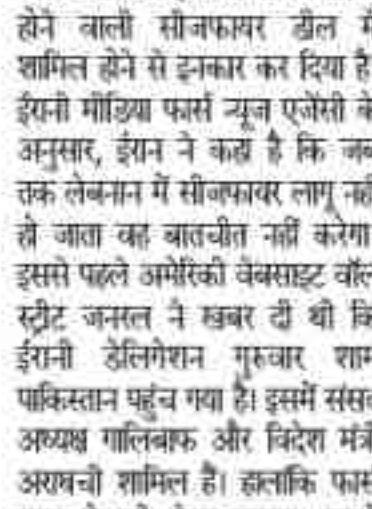 होने वाली सीजफायर डील में
शामिल होने से इनकार कर दिया है
ईरानी मीडिया फार्स न्यूज एजेंसी के
अनुसार, ईरान ने कहा है कि जब
तक लेबनान में सीजफायर लागू नहीं
हो जाता वह बातचीत नहीं करेगा
इससे पहले अमेरिकी वेबसाइट वॉल
स्ट्रीट जनरल ने खबर दी थी कि
ईरानी डेलिगेशन गुरुवार शाम
पाकिस्तान पहुंच गया है। इसमें संसद
अध्यक्ष गालिबाफ और विदेश मंत्री
अराघची शामिल है। हालांकि फार्स